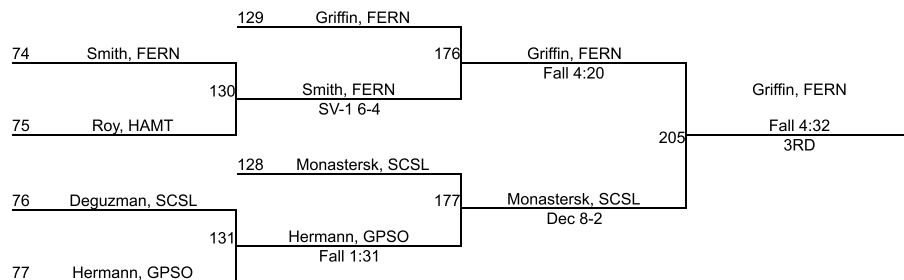 129 Griffin, FERN
74 Smith, FERN
176 Griffin, FERN
Fall 4:20
130 Smith, FERN
SV-1 6-4
Griffin, FERN
75 Roy, HAMT
205 Fall 4:32
3RD
128 Monastersk, SCSL
76 Deguzman, SCSL
177 Monastersk, SCSL
Dec 8-2
131 Hermann, GPSO
Fall 1:31
77 Hermann, GPSO